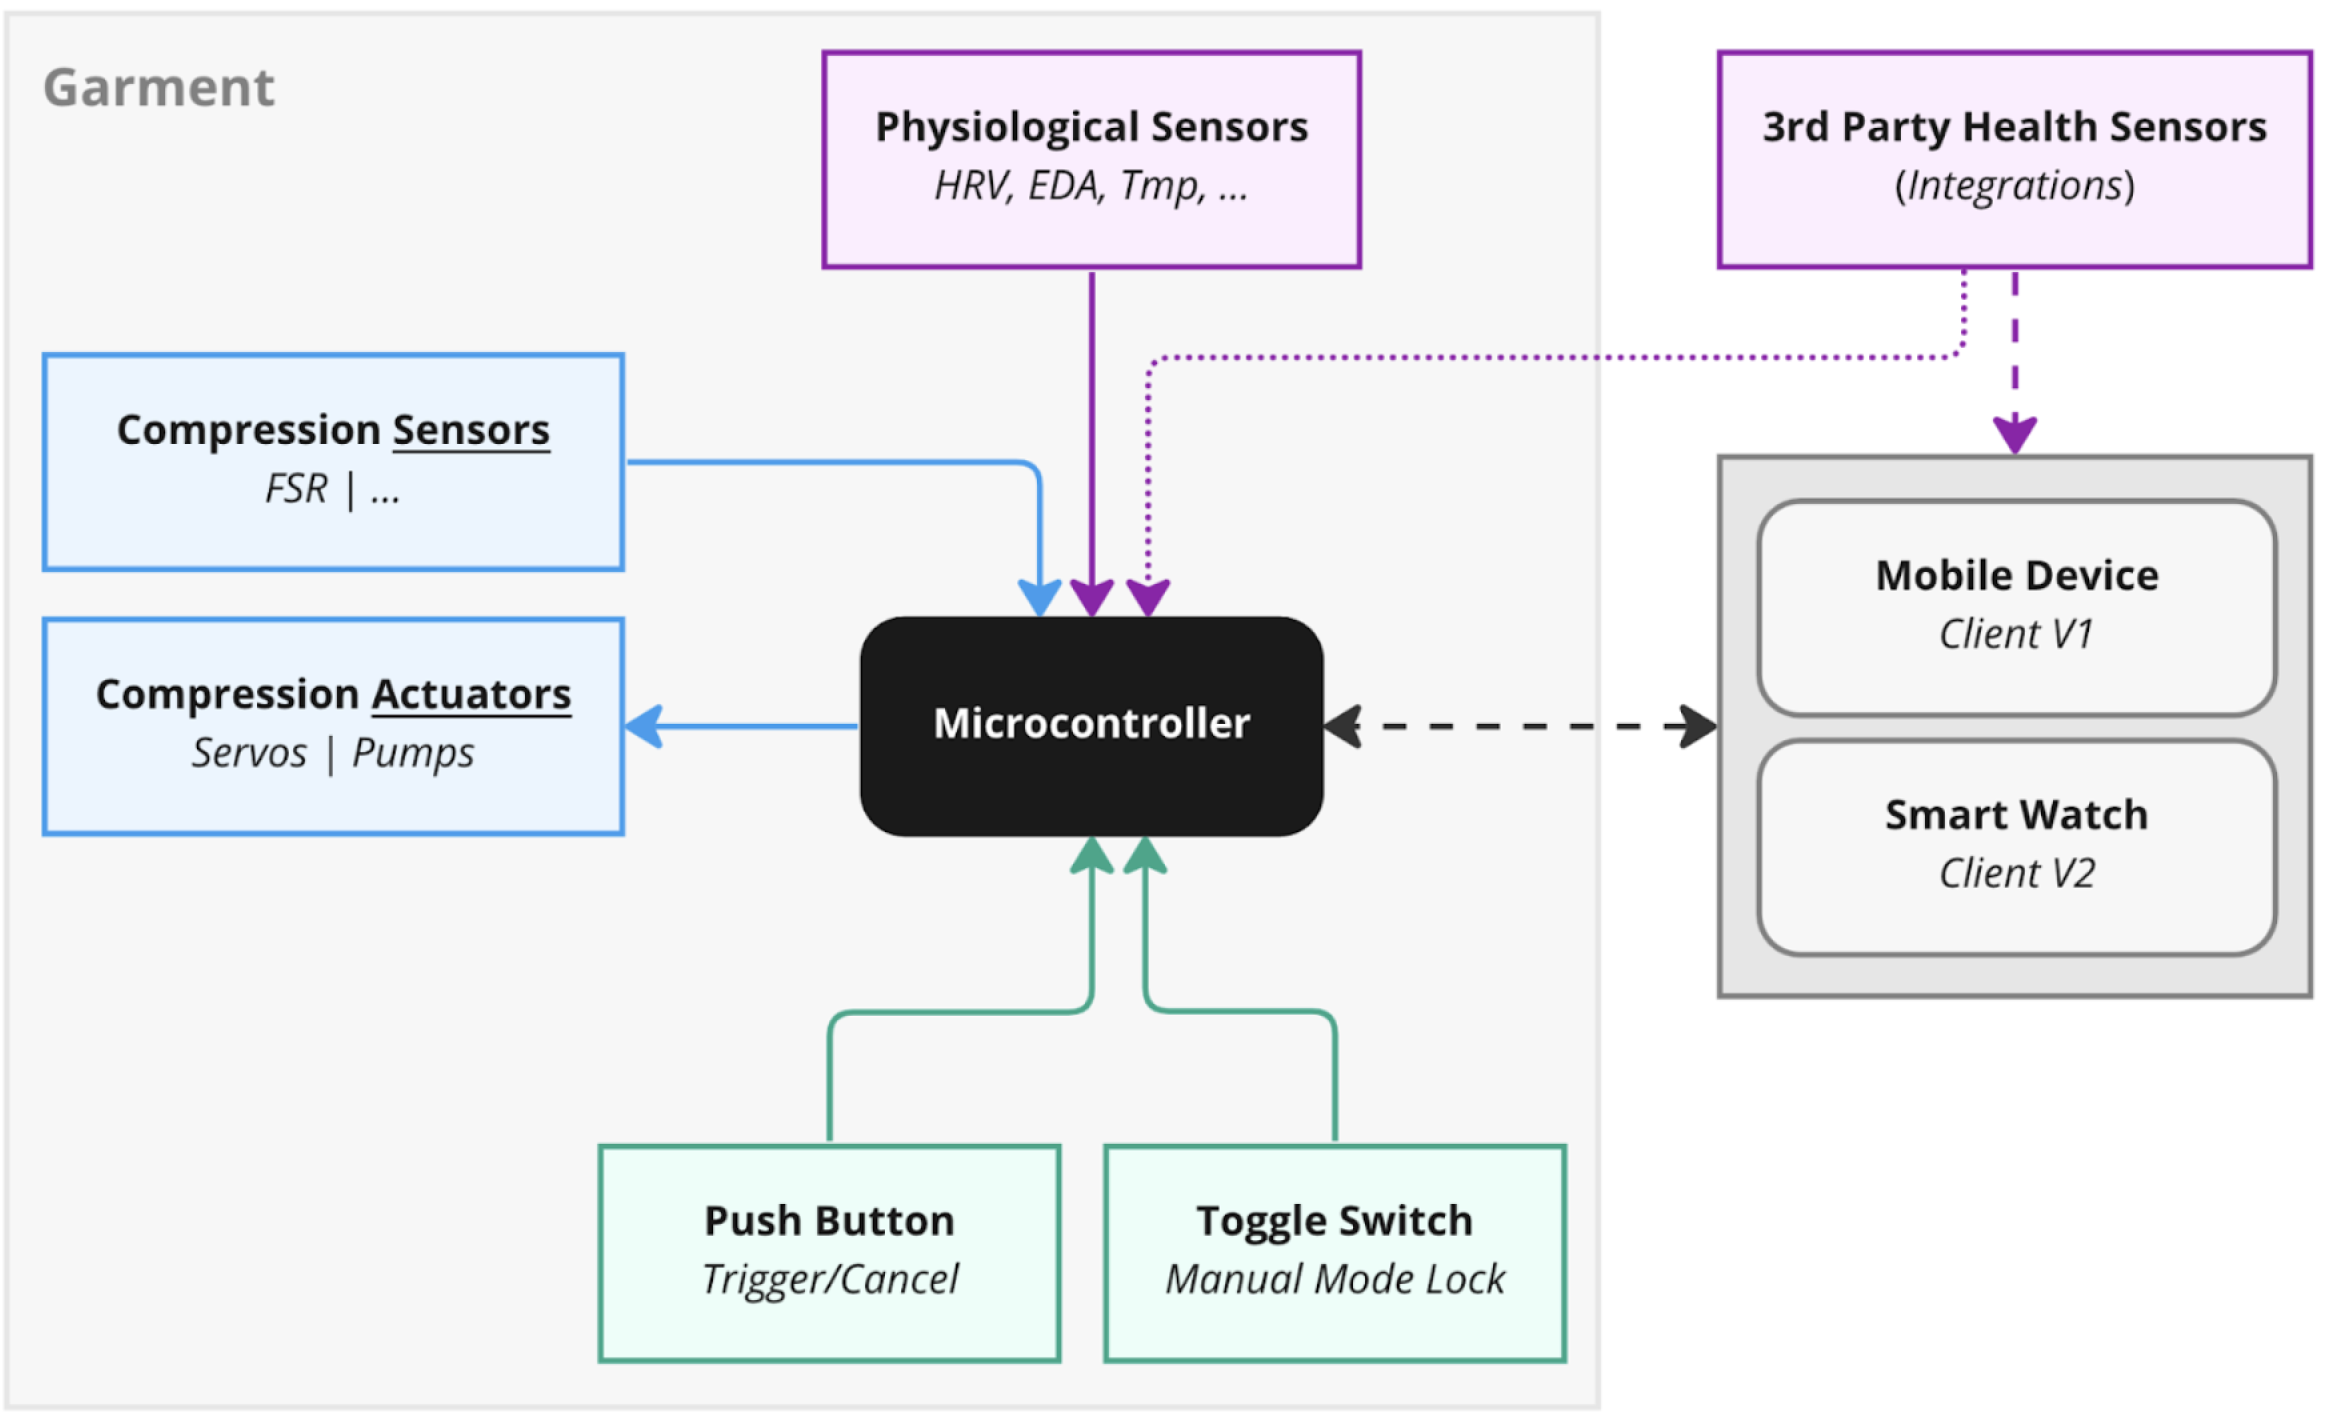 Garment
Physiological Sensors
HRV, EDA, Tmp, ...
3rd Party Health Sensors
(Integrations)
Compression Sensors
FSR | ...
Compression Actuators
Servos | Pumps
Microcontroller
Mobile Device
Client V1
Smart Watch
Client V2
Push Button
Trigger/Cancel
Toggle Switch
Manual Mode Lock